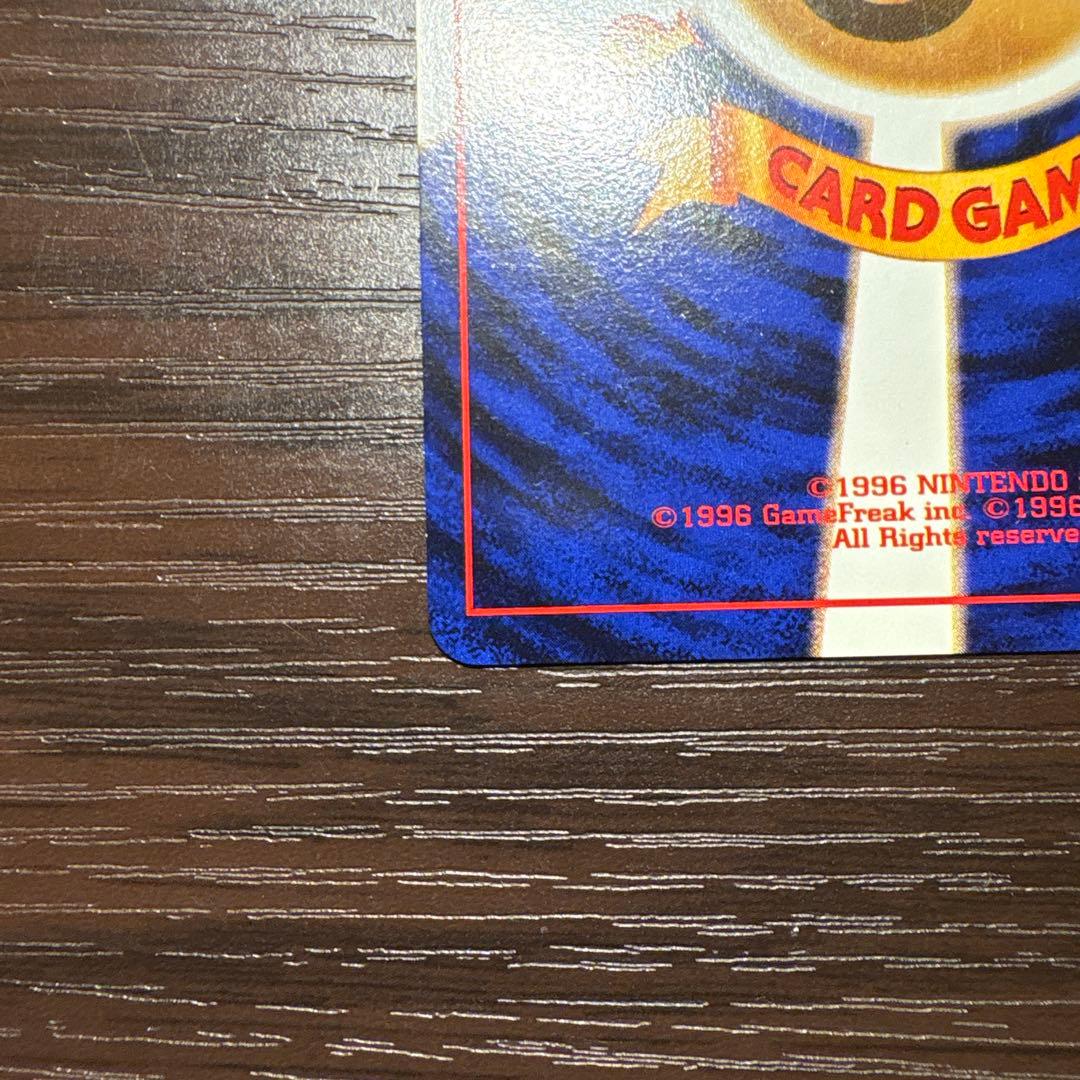 CARD GAM
©1996 NINTENDO
©1996 GameFreak inc. ©1996
All Rights reserve